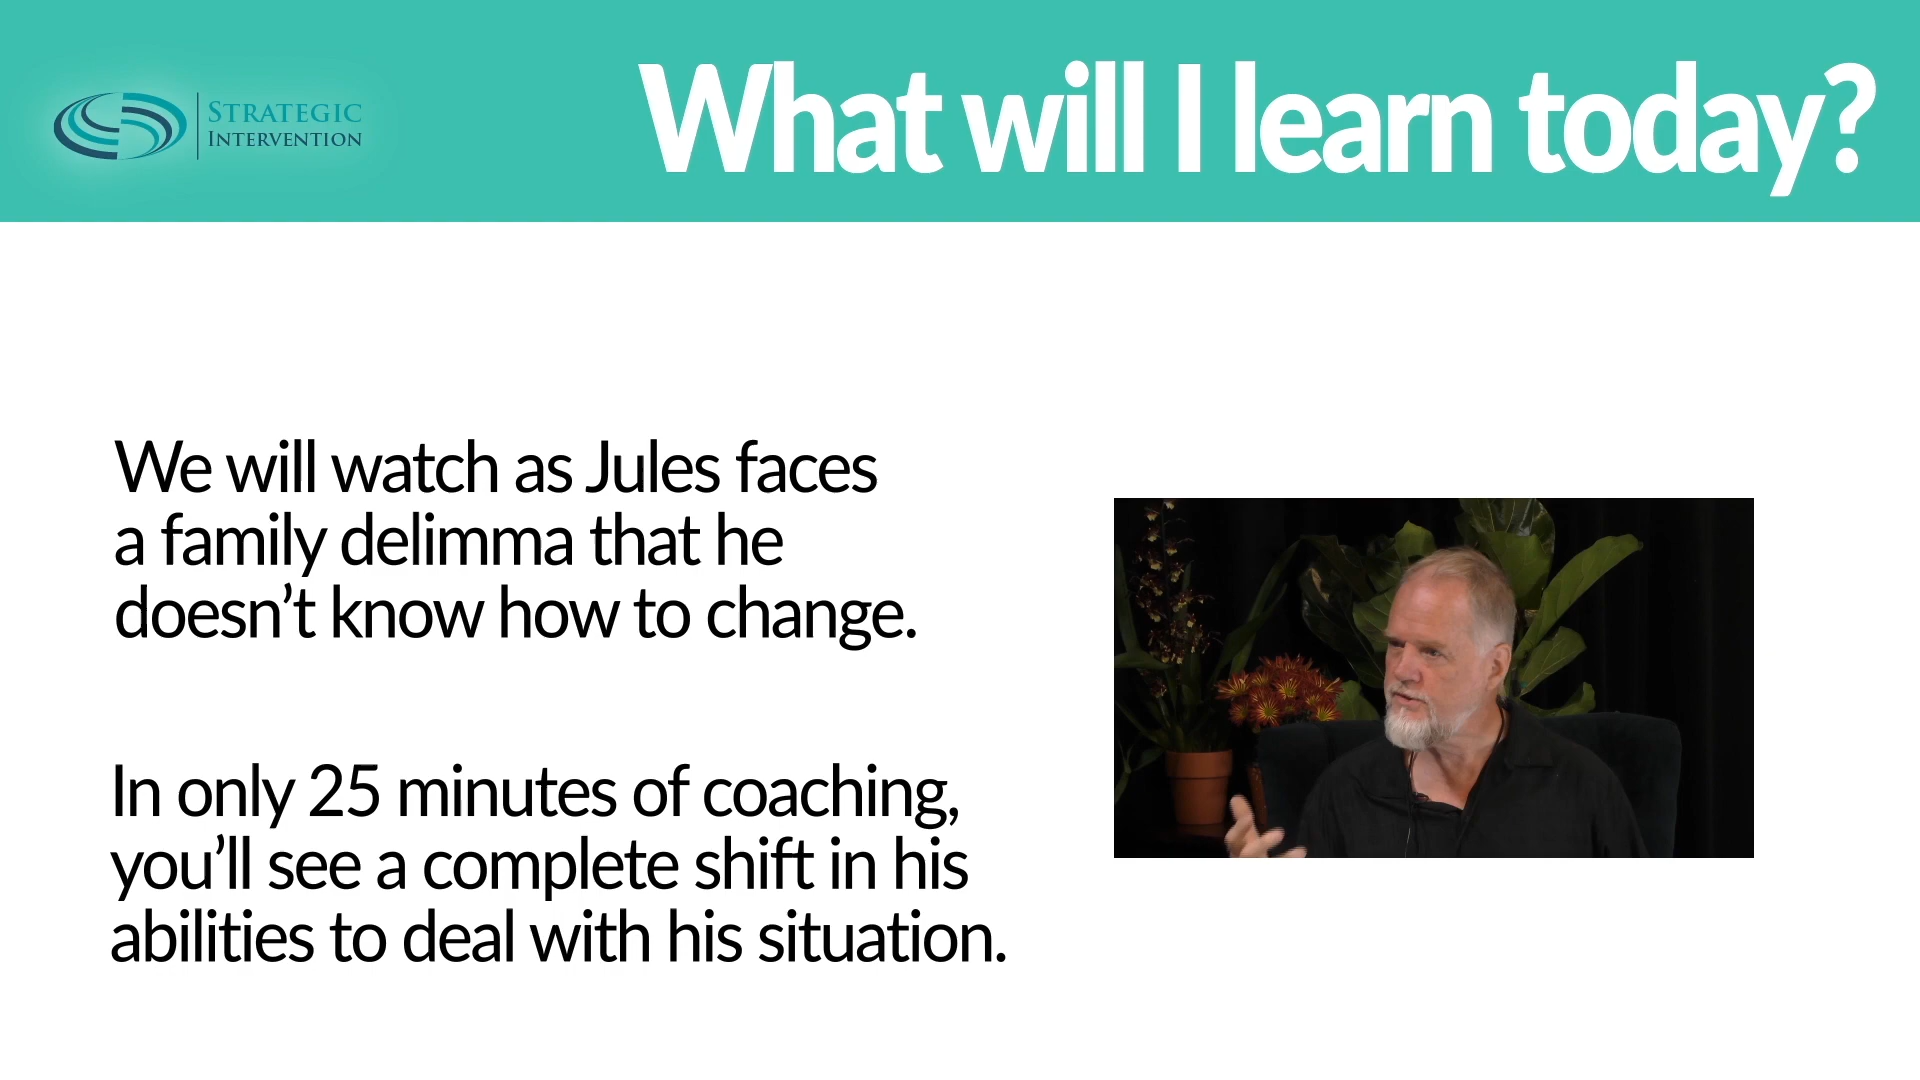 STRATEGIC
INTERVENTION
What will I learn today?
We will watch as Jules faces
a family delimma that he
doesn’t know how to change.
In only 25 minutes of coaching,
you’ll see a complete shift in his
abilities to deal with his situation.